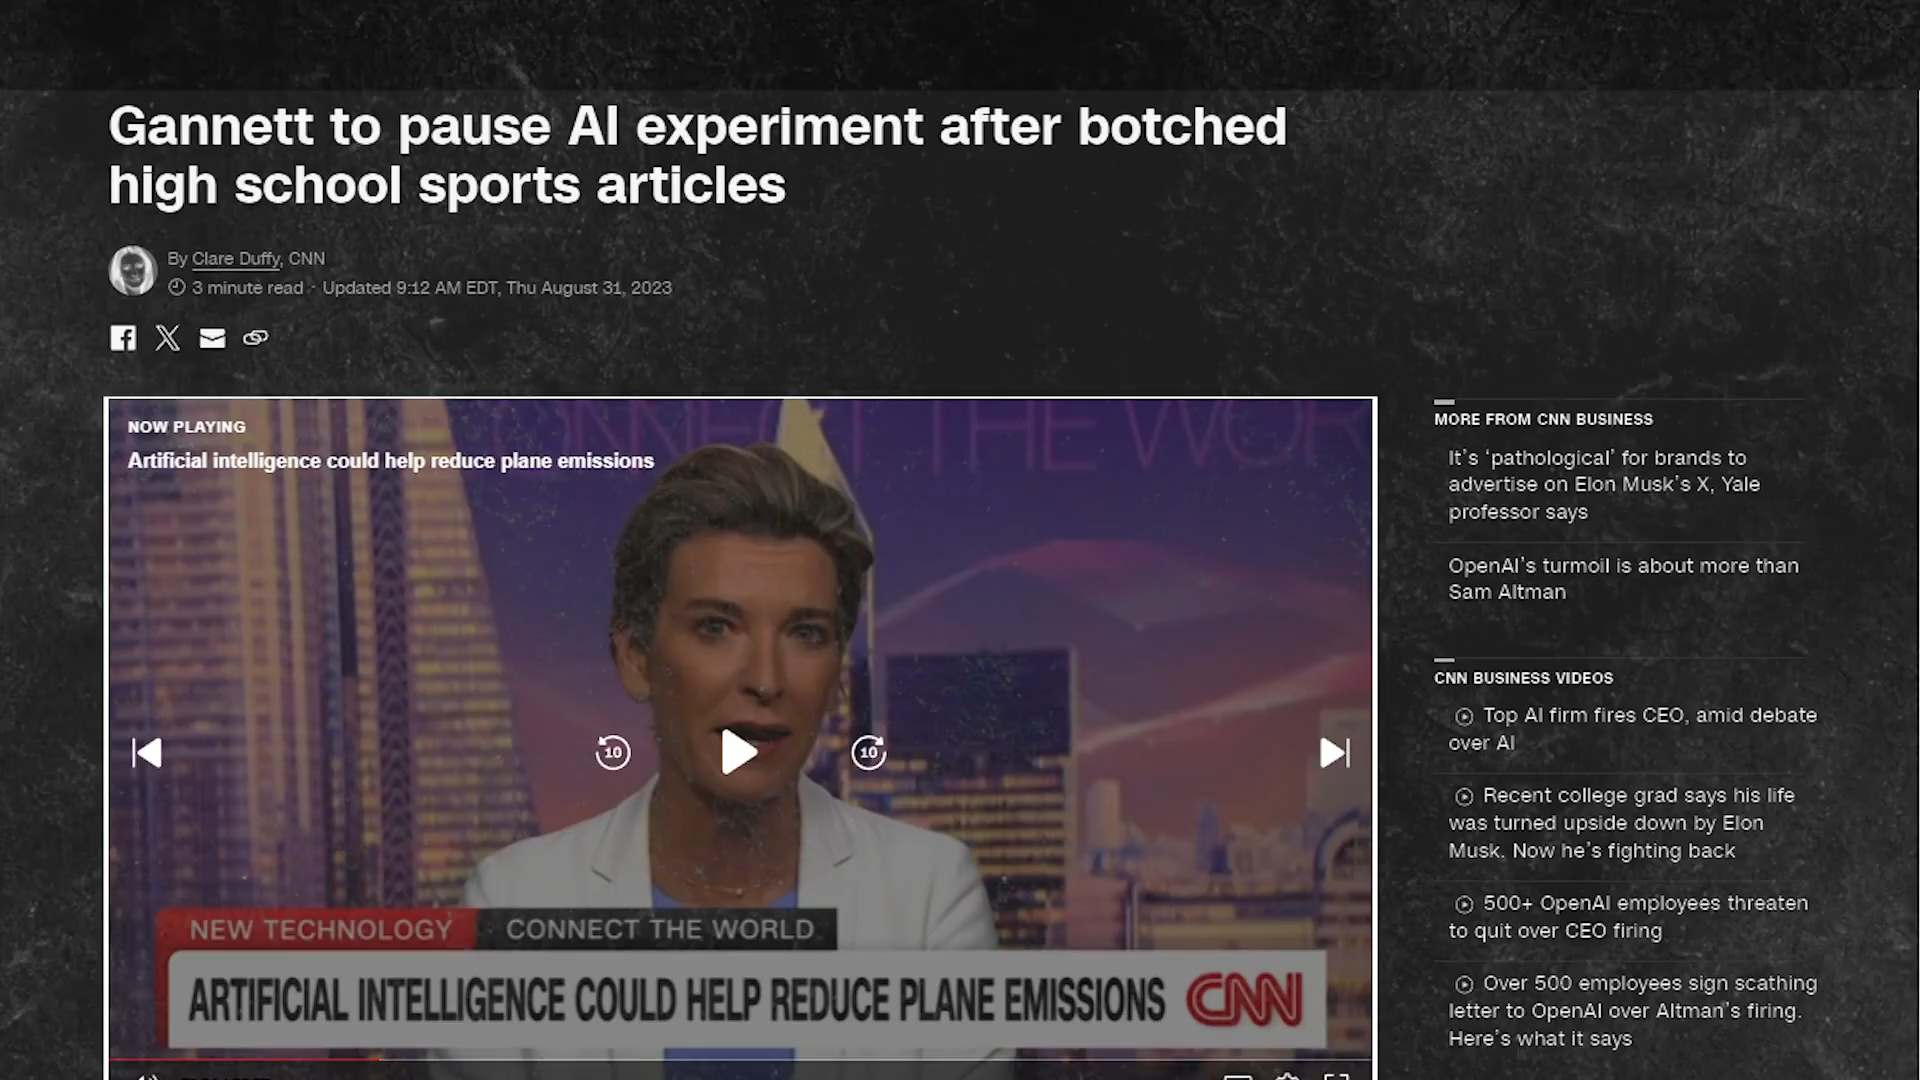 Gannett to pause AI experiment after botched
high school sports articles
By Clare Duffy, CNN
3 minute read · Updated 9:12 AM EDT, Thu August 31, 2023
NOW PLAYING
Artificial intelligence could help reduce plane emissions
CONNECT THE WOR
10
10
NEW TECHNOLOGY CONNECT THE WORLD
ARTIFICIAL INTELLIGENCE COULD HELP REDUCE PLANE EMISSIONS CNN
MORE FROM CNN BUSINESS
It’s ‘pathological’ for brands to
advertise on Elon Musk’s X, Yale
professor says
OpenAI’s turmoil is about more than
Sam Altman
CNN BUSINESS VIDEOS
Top AI firm fires CEO, amid debate
over AI
Recent college grad says his life
was turned upside down by Elon
Musk. Now he’s fighting back
500+ OpenAI employees threaten
to quit over CEO firing
Over 500 employees sign scathing
letter to OpenAI over Altman’s firing.
Here’s what it says